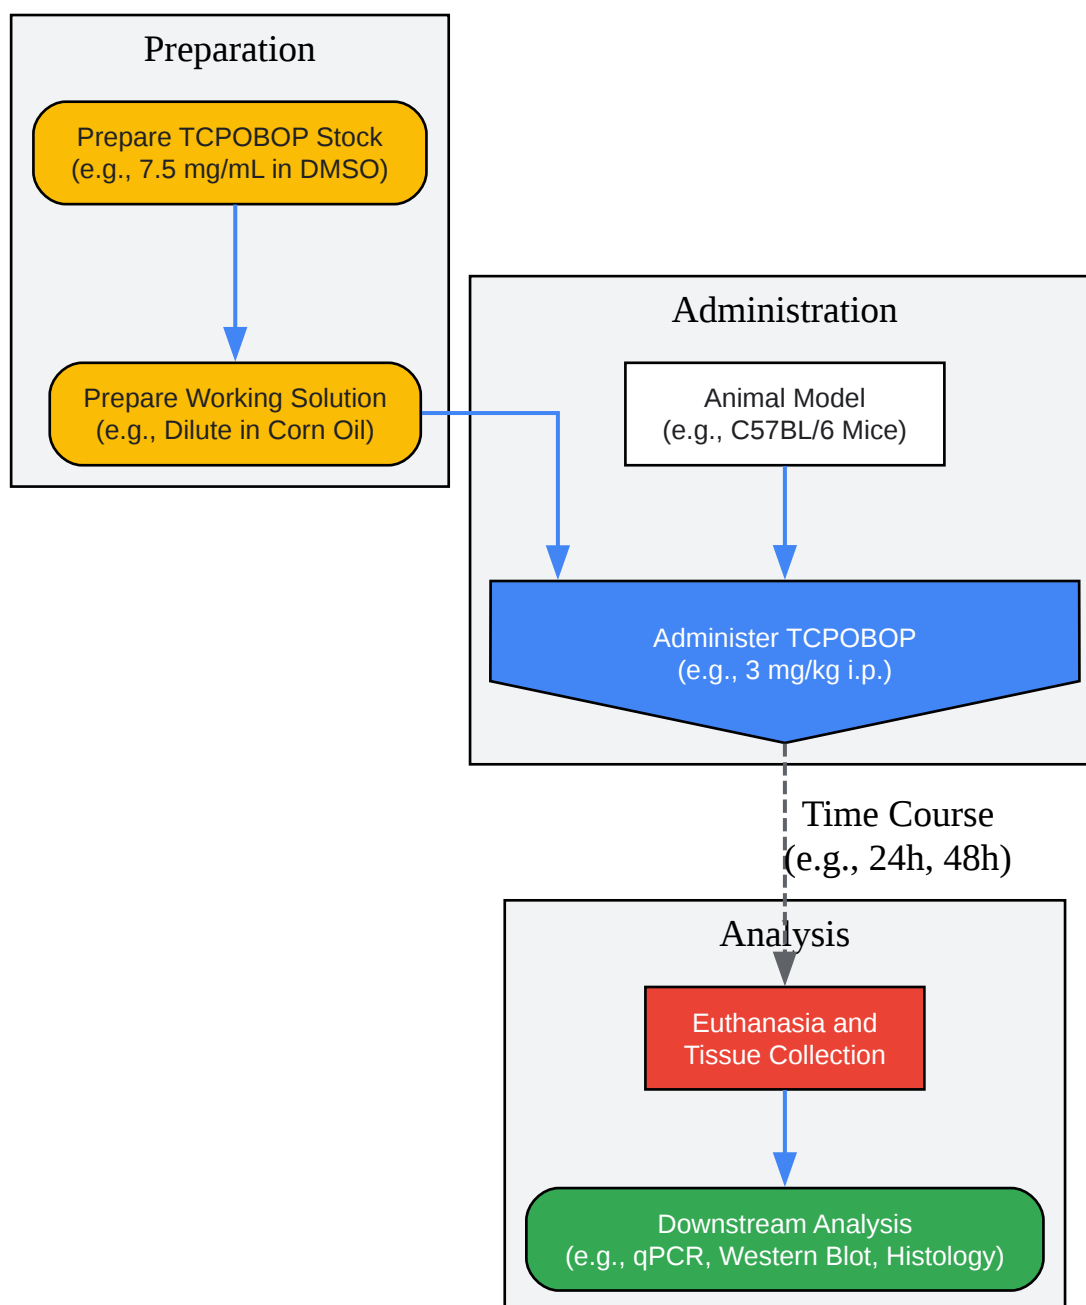 Preparation
Prepare TCPOBOP Stock
(e.g., 7.5 mg/mL in DMSO)
Prepare Working Solution
(e.g., Dilute in Corn Oil)
Administration
Animal Model
(e.g., C57BL/6 Mice)
Administer TCPOBOP
(e.g., 3 mg/kg i.p.)
Time Course
(e.g., 24h, 48h)
Analysis
Euthanasia and
Tissue Collection
Downstream Analysis
(e.g., qPCR, Western Blot, Histology)